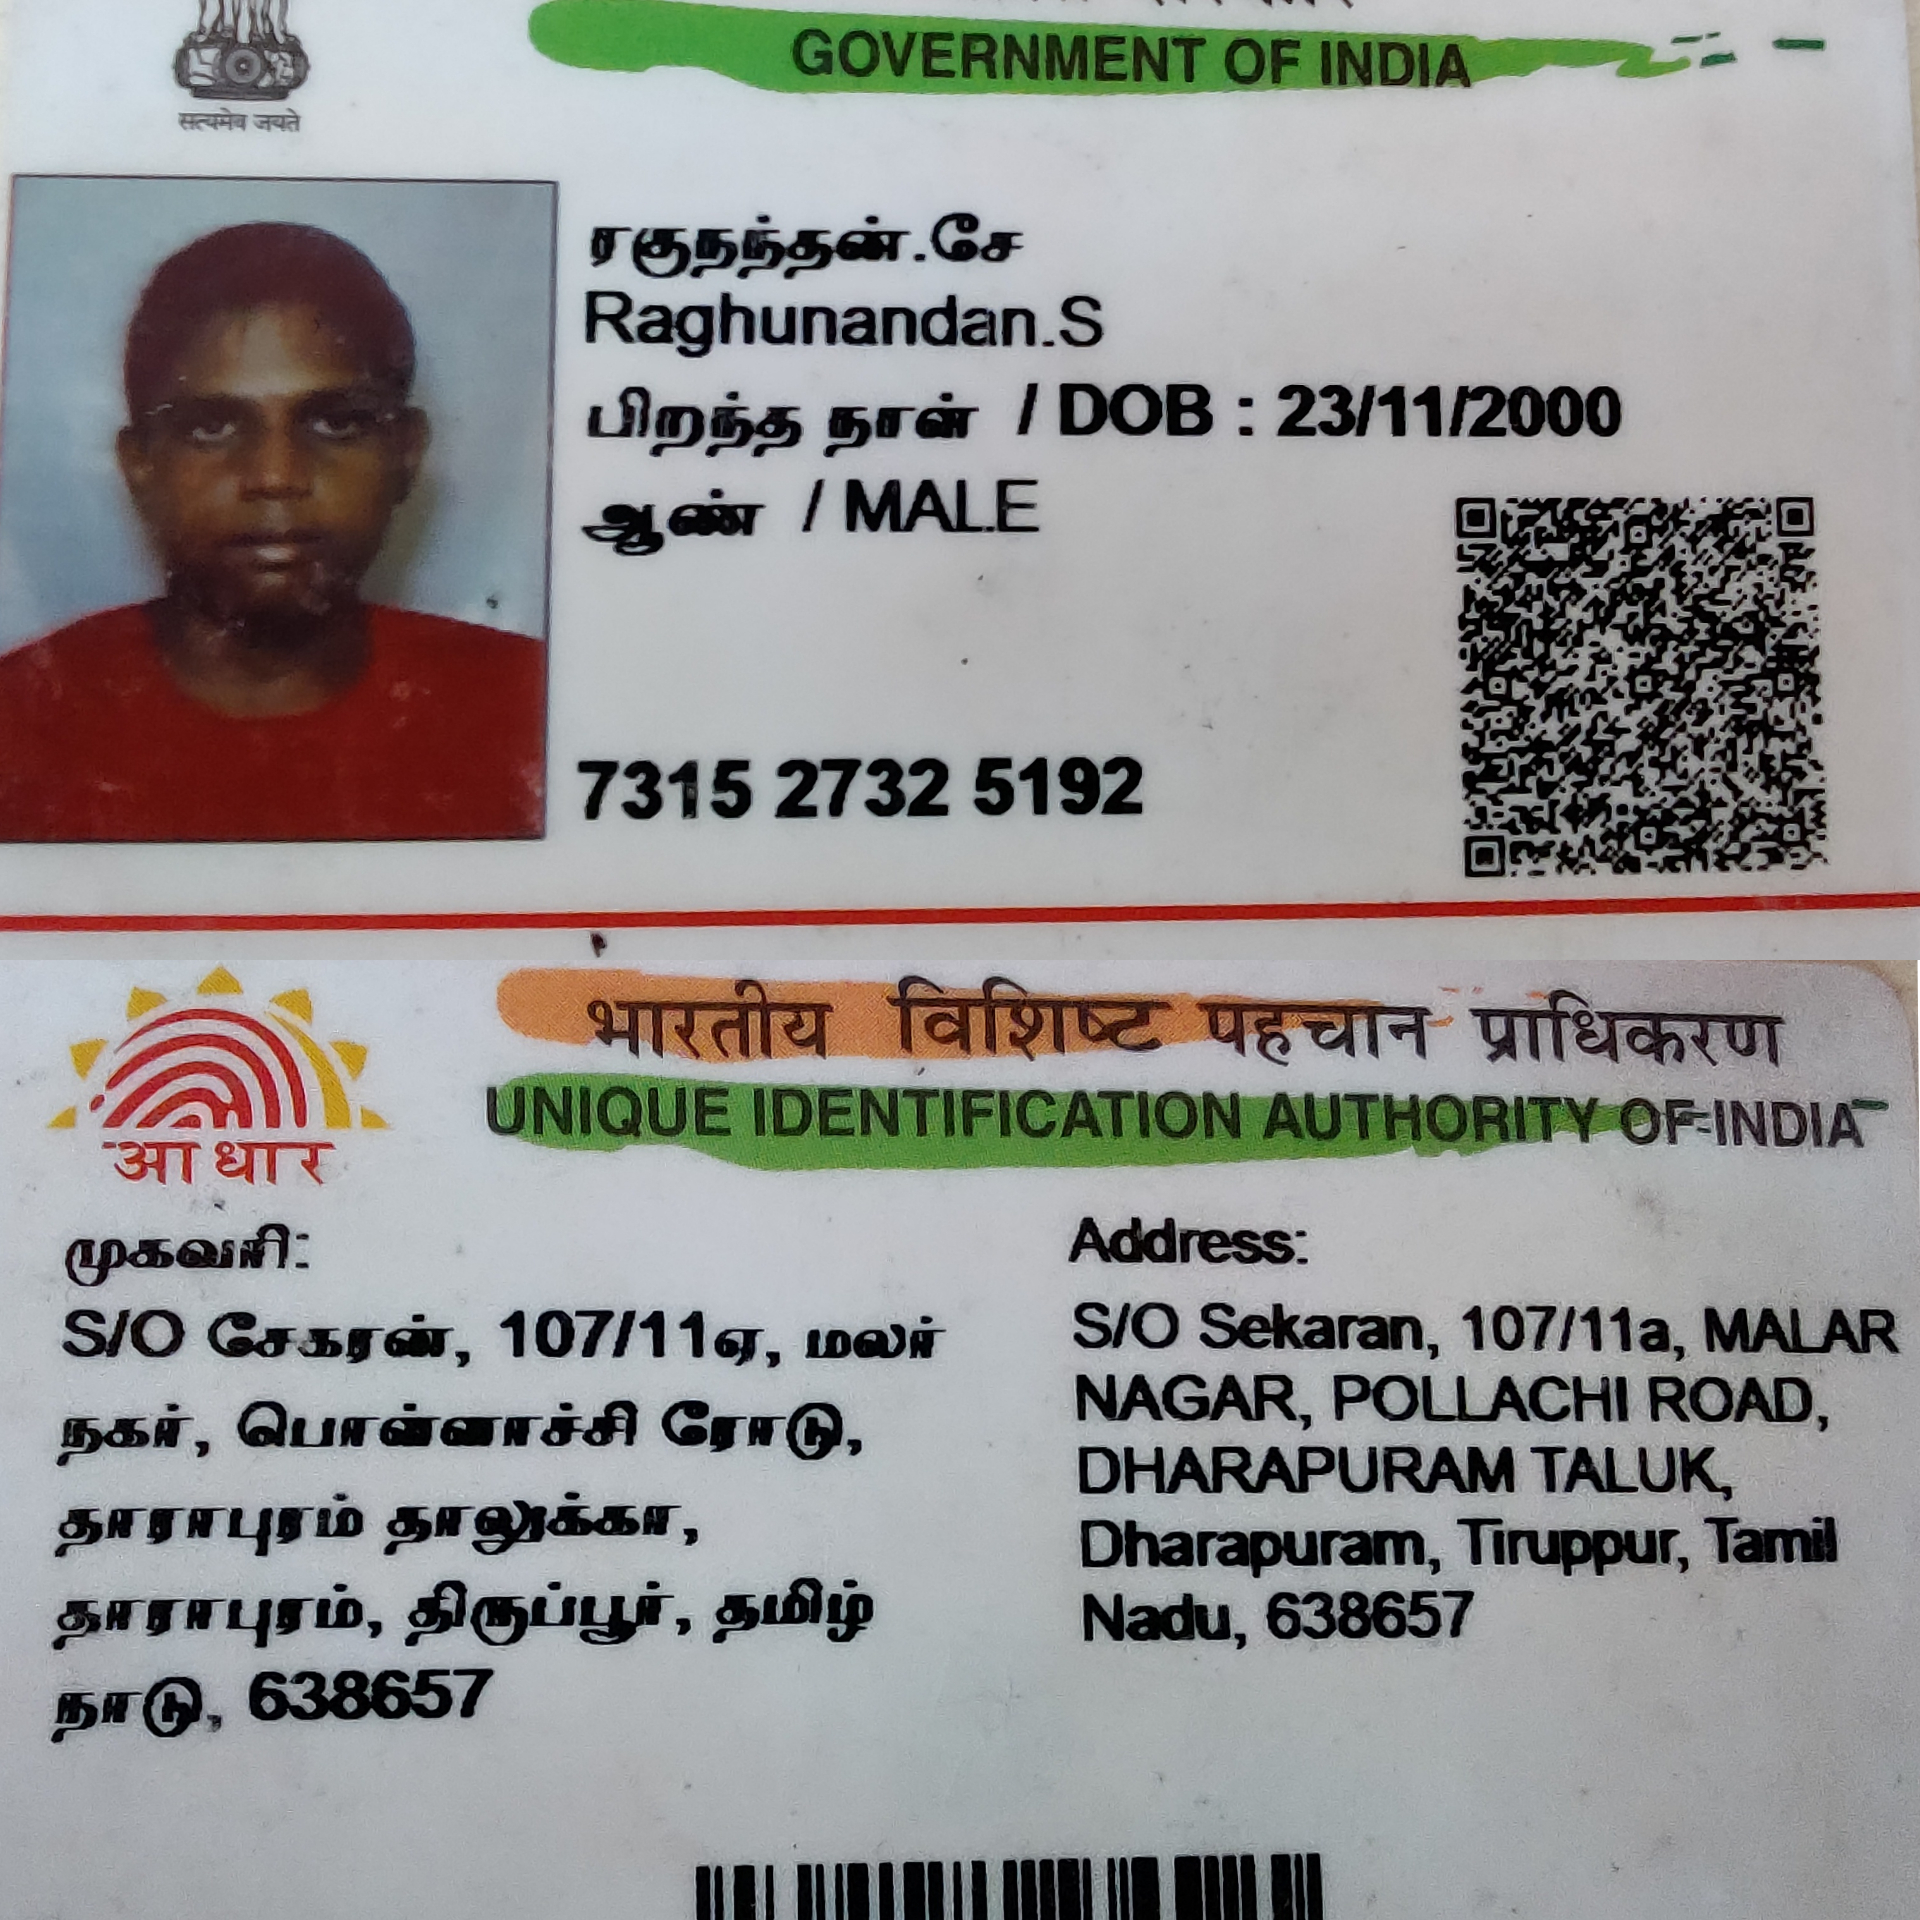 GOVERNMENT OF INDIA
सत्यमेव जयते
ரகுநந்தன்.சே
Raghunandan.S
பிறந்த நாள் / DOB : 23/11/2000
ஆண் / MALE
7315 2732 5192
भारतीय विशिष्ट पहचान प्राधिकरण
UNIQUE IDENTIFICATION AUTHORITY OF INDIA
आधार
முகவரி:
S/O சேகரன், 107/11ஏ, மலர்
நகர், பொள்ளாச்சி ரோடு,
தாராபுரம் தாலுக்கா,
தாராபுரம், திருப்பூர், தமிழ்
நாடு, 638657
Address:
S/O Sekaran, 107/11a, MALAR
NAGAR, POLLACHI ROAD,
DHARAPURAM TALUK,
Dharapuram, Tiruppur, Tamil
Nadu, 638657